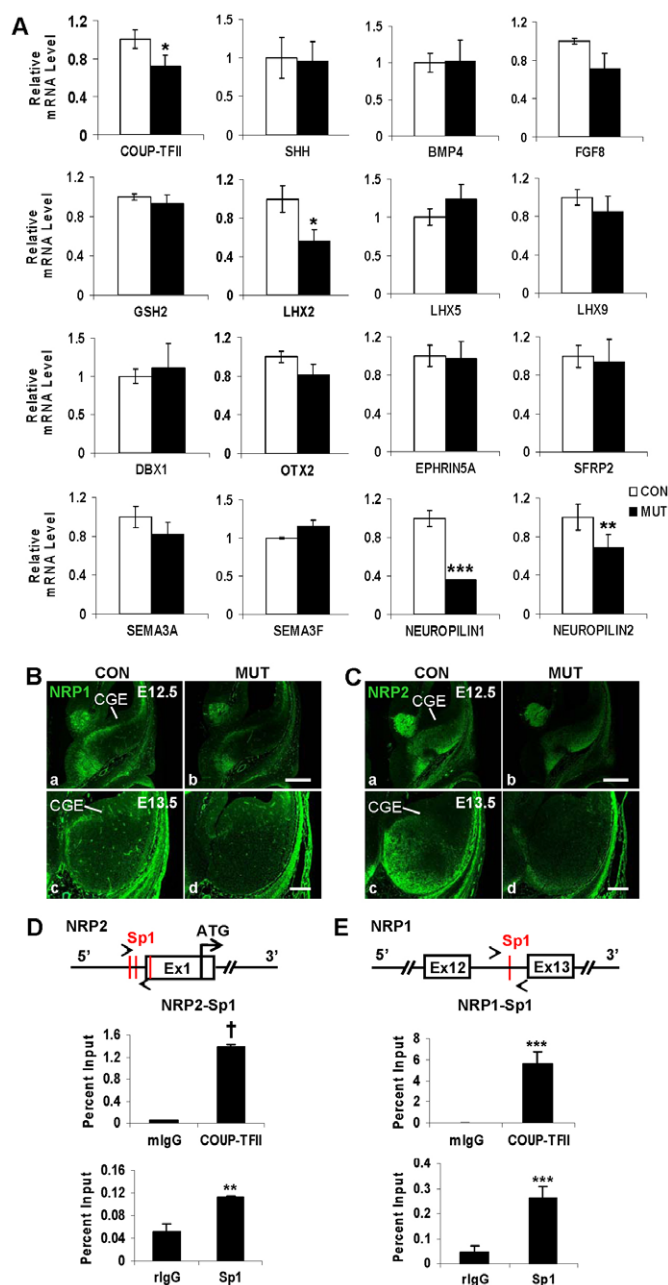 A
Relative mRNA Level
1.2
0.8
0.4
0
*
COUP-TFII
1.5
1
0.5
0
SHH
1.5
1
0.5
0
BMP4
1.2
0.8
0.4
0
FGF8
Relative mRNA Level
1.2
0.8
0.4
0
GSH2
1.2
0.8
0.4
0
*
LHX2
1.5
1
0.5
0
LHX5
1.2
0.8
0.4
0
LHX9
Relative mRNA Level
1.5
1
0.5
0
DBX1
1.2
0.8
0.4
0
OTX2
1.2
0.8
0.4
0
EPHRIN5A
1.2
0.8
0.4
0
SFRP2
CON
MUT
Relative mRNA Level
1.2
0.8
0.4
0
SEMA3A
1.5
1
0.5
0
SEMA3F
1.2
0.8
0.4
0
***
NEUROPILIN1
1.2
0.8
0.4
0
**
NEUROPILIN2
B
CON
MUT
NRP1
E12.5
CGE
a
b
CGE
E13.5
c
d
C
CON
MUT
NRP2
E12.5
CGE
a
b
CGE
E13.5
c
d
D
NRP2
ATG
Sp1
5'
Ex1
3'
NRP2-Sp1
Percent Input
1.6
1.2
0.8
0.4
0
†
mIgG
COUP-TFII
Percent Input
0.16
0.12
0.08
0.04
0
**
rIgG
Sp1
E
NRP1
Sp1
5'
Ex12
Ex13
3'
NRP1-Sp1
Percent Input
8
6
4
2
0
***
mIgG
COUP-TFII
Percent Input
0.4
0.3
0.2
0.1
0
***
rIgG
Sp1